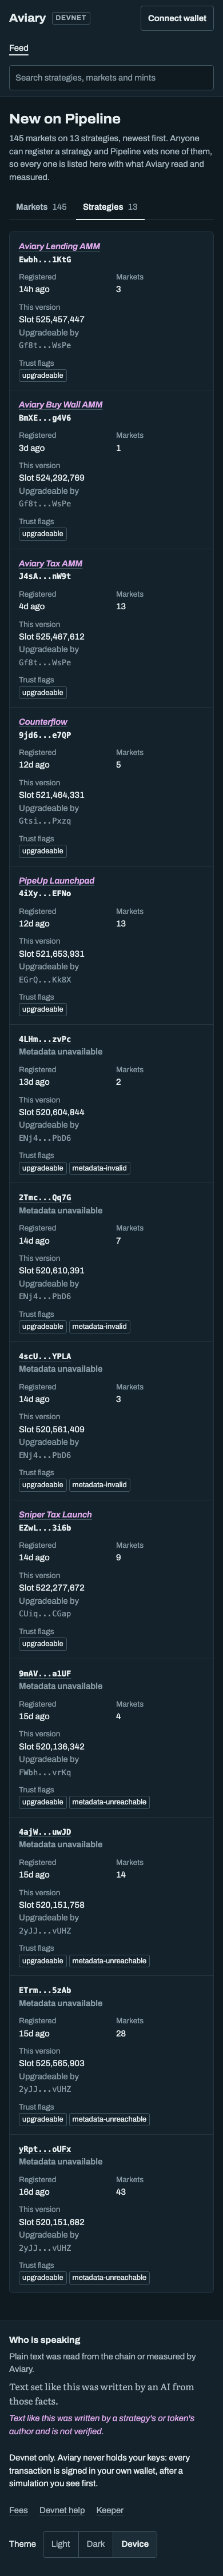 Aviary DEVNET Connect wallet
Feed
Search strategies, markets and mints
New on Pipeline
145 markets on 13 strategies, newest first. Anyone
can register a strategy and Pipeline vets none of them,
so every one is listed here with what Aviary read and
measured.
Markets 145 Strategies 13
Aviary Lending AMM
Ewbh...1KtG
Registered Markets
14h ago 3
This version
Slot 525,457,447
Upgradeable by
Gf8t...WsPe
Trust flags
upgradeable
Aviary Buy Wall AMM
BmXE...g4V6
Registered Markets
3d ago 1
This version
Slot 524,292,769
Upgradeable by
Gf8t...WsPe
Trust flags
upgradeable
Aviary Tax AMM
J4sA...nW9t
Registered Markets
4d ago 13
This version
Slot 525,467,612
Upgradeable by
Gf8t...WsPe
Trust flags
upgradeable
Counterflow
9jd6...e7QP
Registered Markets
12d ago 5
This version
Slot 521,464,331
Upgradeable by
Gtsi...Pxzq
Trust flags
upgradeable
PipeUp Launchpad
4iXy...EFNo
Registered Markets
12d ago 13
This version
Slot 521,653,931
Upgradeable by
EGrQ...Kk8X
Trust flags
upgradeable
4LHm...zvPc
Metadata unavailable
Registered Markets
13d ago 2
This version
Slot 520,604,844
Upgradeable by
ENj4...PbD6
Trust flags
upgradeable metadata-invalid
2Tmc...Qq7G
Metadata unavailable
Registered Markets
14d ago 7
This version
Slot 520,610,391
Upgradeable by
ENj4...PbD6
Trust flags
upgradeable metadata-invalid
4scU...YPLA
Metadata unavailable
Registered Markets
14d ago 3
This version
Slot 520,561,409
Upgradeable by
ENj4...PbD6
Trust flags
upgradeable metadata-invalid
Sniper Tax Launch
EZwL...3i6b
Registered Markets
14d ago 9
This version
Slot 522,277,672
Upgradeable by
CUiq...CGap
Trust flags
upgradeable
9mAV...a1UF
Metadata unavailable
Registered Markets
15d ago 4
This version
Slot 520,136,342
Upgradeable by
FWbh...vrKq
Trust flags
upgradeable metadata-unreachable
4ajW...uwJD
Metadata unavailable
Registered Markets
15d ago 14
This version
Slot 520,151,758
Upgradeable by
2yJJ...vUHZ
Trust flags
upgradeable metadata-unreachable
ETrm...5zAb
Metadata unavailable
Registered Markets
15d ago 28
This version
Slot 525,565,903
Upgradeable by
2yJJ...vUHZ
Trust flags
upgradeable metadata-unreachable
yRpt...oUFx
Metadata unavailable
Registered Markets
16d ago 43
This version
Slot 520,151,682
Upgradeable by
2yJJ...vUHZ
Trust flags
upgradeable metadata-unreachable
Who is speaking
Plain text was read from the chain or measured by
Aviary.
Text set like this was written by an AI from
those facts.
Text like this was written by a strategy's or token's
author and is not verified.
Devnet only. Aviary never holds your keys: every
transaction is signed in your own wallet, after a
simulation you see first.
Fees Devnet help Keeper
Theme Light Dark Device